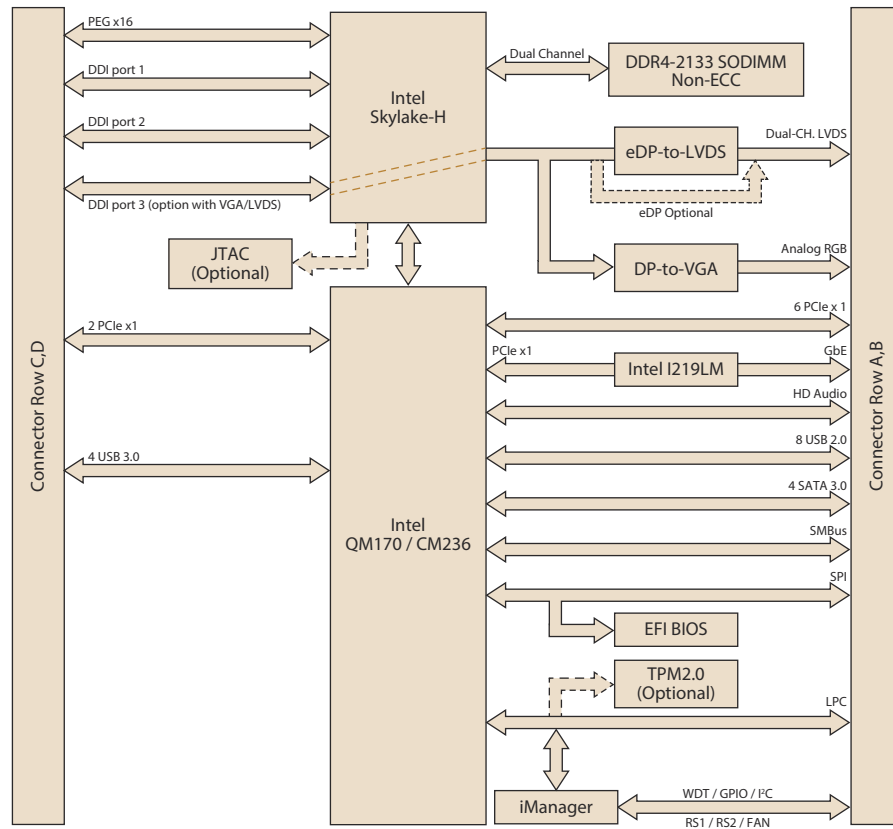 PEG x16
DDI port 1
DDI port 2
DDI port 3 (option with VGA/LVDS)
Intel
Skylake-H
Dual Channel
DDR4-2133 SODIMM
Non-ECC
eDP-to-LVDS
Dual-CH. LVDS
eDP Optional
JTAC
(Optional)
DP-to-VGA
Analog RGB
Connector Row C,D
2 PCIe x1
4 USB 3.0
Intel
QM170 / CM236
6 PCIe x 1
PCIe x1
Intel I219LM
GbE
HD Audio
8 USB 2.0
4 SATA 3.0
SMBus
SPI
EFI BIOS
TPM2.0
(Optional)
LPC
iManager
WDT / GPIO / I²C
RS1 / RS2 / FAN
Connector Row A,B